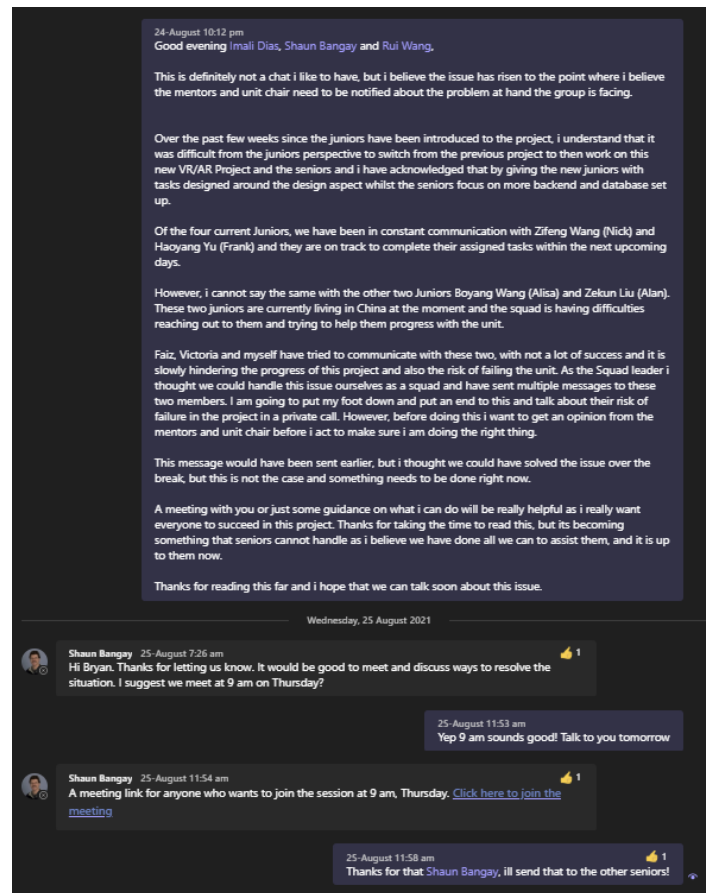 24-August 10:12 pm
Good evening Imali Dias, Shaun Bangay and Rui Wang,
This is definitely not a chat i like to have, but i believe the issue has risen to the point where i believe
the mentors and unit chair need to be notified about the problem at hand the group is facing.
Over the past few weeks since the juniors have been introduced to the project, i understand that it
was difficult from the juniors perspective to switch from the previous project to then work on this
new VR/AR Project and the seniors and i have acknowledged that by giving the new juniors with
tasks designed around the design aspect whilst the seniors focus on more backend and database set
up.
Of the four current Juniors, we have been in constant communication with Zifeng Wang (Nick) and
Haoyang Yu (Frank) and they are on track to complete their assigned tasks within the next upcoming
days.
However, i cannot say the same with the other two Juniors Boyang Wang (Alisa) and Zekun Liu (Alan).
These two juniors are currently living in China at the moment and the squad is having difficulties
reaching out to them and trying to help them progress with the unit.
Faiz, Victoria and myself have tried to communicate with these two, with not a lot of success and it is
slowly hindering the progress of this project and also the risk of failing the unit. As the Squad leader i
thought we could handle this issue ourselves as a squad and have sent multiple messages to these
two members. I am going to put my foot down and put an end to this and talk about their risk of
failure in the project in a private call. However, before doing this i want to get an opinion from the
mentors and unit chair before i act to make sure i am doing the right thing.
This message would have been sent earlier, but i thought we could have solved the issue over the
break, but this is not the case and something needs to be done right now.
A meeting with you or just some guidance on what i can do will be really helpful as i really want
everyone to succeed in this project. Thanks for taking the time to read this, but its becoming
something that seniors cannot handle as i believe we have done all we can to assist them, and it is up
to them now.
Thanks for reading this far and i hope that we can talk soon about this issue.
Wednesday, 25 August 2021
Shaun Bangay 25-August 7:26 am 👍 1
Hi Bryan. Thanks for letting us know. It would be good to meet and discuss ways to resolve the
situation. I suggest we meet at 9 am on Thursday?
25-August 11:53 am
Yep 9 am sounds good! Talk to you tomorrow
Shaun Bangay 25-August 11:54 am 👍 1
A meeting link for anyone who wants to join the session at 9 am, Thursday. Click here to join the
meeting
25-August 11:58 am 👍 1
Thanks for that Shaun Bangay, ill send that to the other seniors!